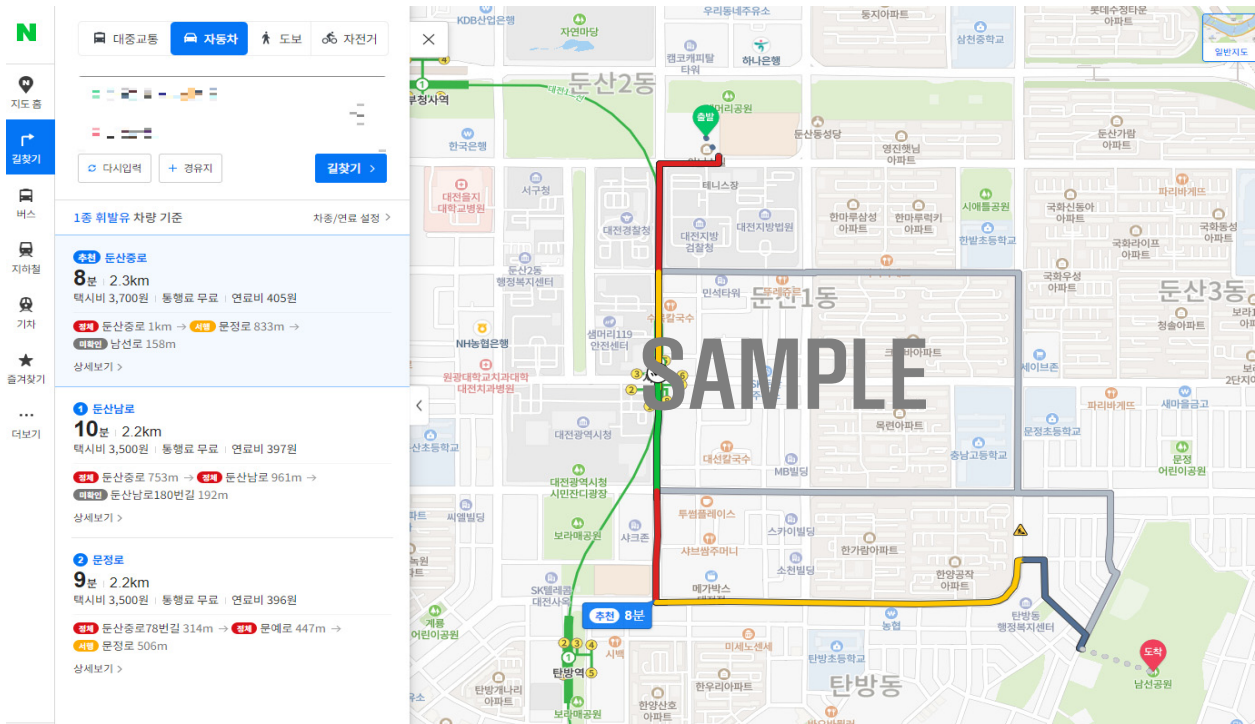 N
지도 홈
길찾기
버스
지하철
기차
즐겨찾기
더보기
대중교통 자동차 도보 자전거
다시입력 경유지 길찾기 >
1종 휘발유 차량 기준 차종/연료 설정 >
추천 둔산중로
8분 2.3km
택시비 3,700원 통행료 무료 연료비 405원
정체 둔산중로 1km → 서행 문정로 833m →
미확인 남선로 158m
상세보기 >
1 둔산남로
10분 2.2km
택시비 3,500원 통행료 무료 연료비 397원
정체 둔산중로 753m → 정체 둔산남로 961m →
미확인 둔산남로180번길 192m
상세보기 >
2 문정로
9분 2.2km
택시비 3,500원 통행료 무료 연료비 396원
정체 둔산중로78번길 314m → 정체 문예로 447m →
서행 문정로 506m
상세보기 >
KDB산업은행
자연마당
우리동네주유소
둥지아파트
삼천중학교
아파트
일반지도
캠코캐피탈
타워
하나은행
둔산2동
부청사역
출발
머리공원
둔산동성당
영진햇님
아파트
둔산가람
아파트
한국은행
서구청
테니스장
대전을지
대학교병원
대전경찰청
대전지방
검찰청
대전지방법원
한마루삼성
아파트
한마루럭키
아파트
시애틀공원
한밭초등학교
국화신동아
아파트
파리바게뜨
국화라이프
아파트
국화동성
아파트
둔산2동
행정복지센터
민석타워
뚜레쥬르
둔산1동
국화우성
아파트
둔산3동
청솔아파트
NH농협은행
샘머리119
안전센터
SAMPLE
세이브존
원광대학교치과대학
대전치과병원
2단지아
파리바게뜨
새마을금고
목련아파트
문정초등학교
대전광역시청
대선칼국수
MB빌딩
충남고등학교
문정
어린이공원
대전광역시청
시민잔디광장
씨앤빌딩
보라매공원
샤크존
투썸플레이스
스카이빌딩
샤브쌈주머니
한가람아파트
소천빌딩
한양공작
아파트
메가박스
SK텔레콤
대전사옥
추천 8분
계룡
어린이공원
농협
탄방동
행정복지센터
탄방역
시백
미세노센세
탄방초등학교
도착
남선공원
탄방개나리
아파트
한우리아파트
탄방동
보라매공원
한양산호
아파트